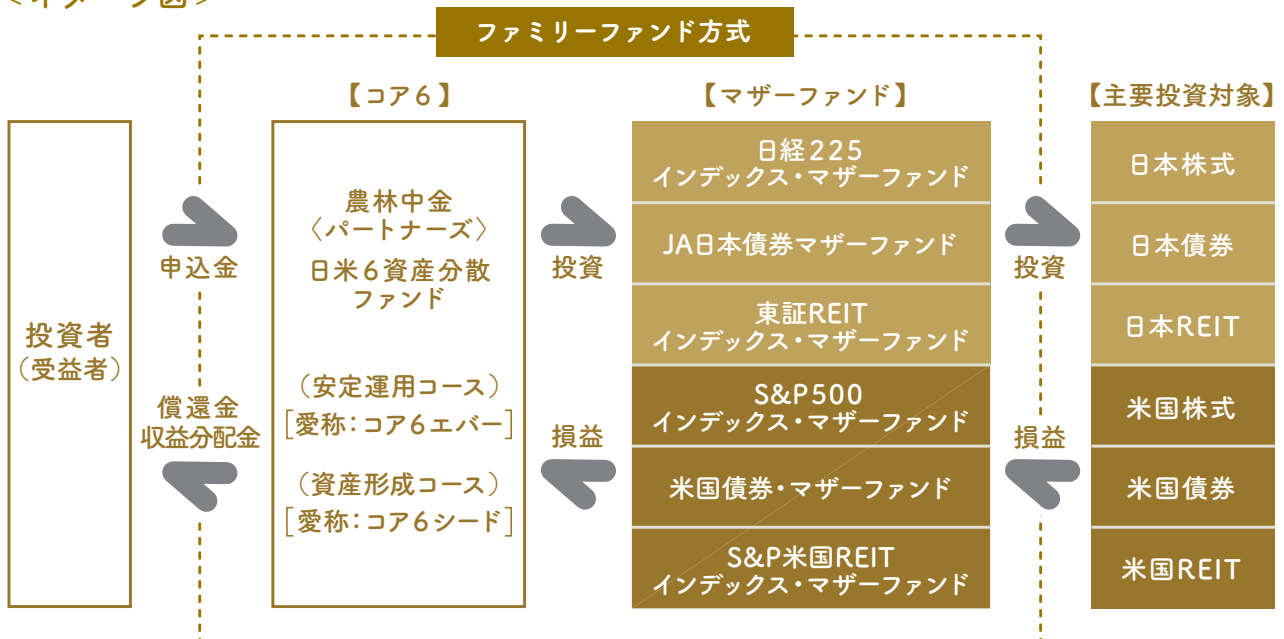 <イメージ図>
ファミリーファンド方式
【コア6】
【マザーファンド】
【主要投資対象】
投資者
(受益者)
申込金
償還金
収益分配金
農林中金
〈パートナーズ〉
日米6資産分散
ファンド
(安定運用コース)
[愛称:コア6エバー]
(資産形成コース)
[愛称:コア6シード]
投資
損益
日経225
インデックス・マザーファンド
JA日本債券マザーファンド
東証REIT
インデックス・マザーファンド
S&P500
インデックス・マザーファンド
米国債券・マザーファンド
S&P米国REIT
インデックス・マザーファンド
投資
損益
日本株式
日本債券
日本REIT
米国株式
米国債券
米国REIT